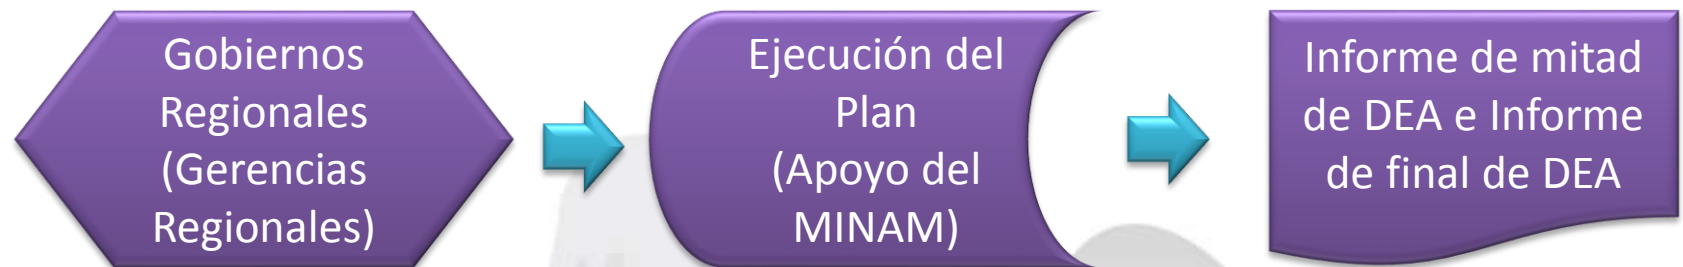 Gobiernos
Regionales
(Gerencias
Regionales)
Ejecución del
Plan
(Apoyo del
MINAM)
Informe de mitad
de DEA e Informe
de final de DEA